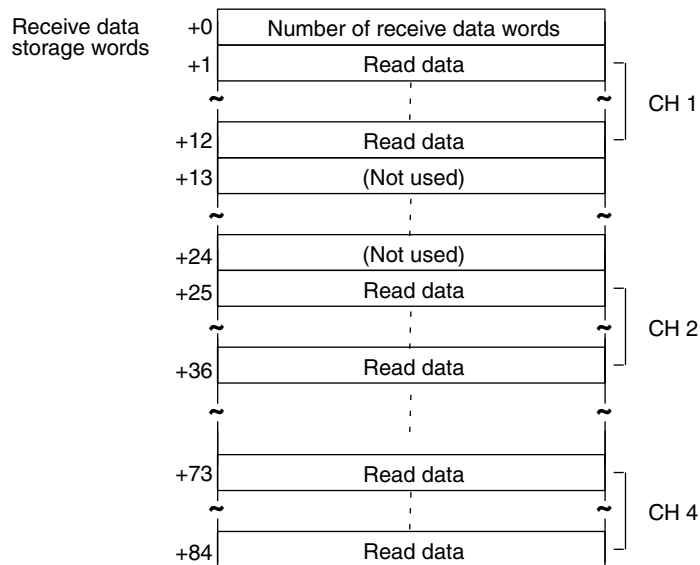 Receive data
storage words
+0 Number of receive data words
+1 Read data
CH 1
+12 Read data
+13 (Not used)
+24 (Not used)
+25 Read data
CH 2
+36 Read data
+73 Read data
CH 4
+84 Read data